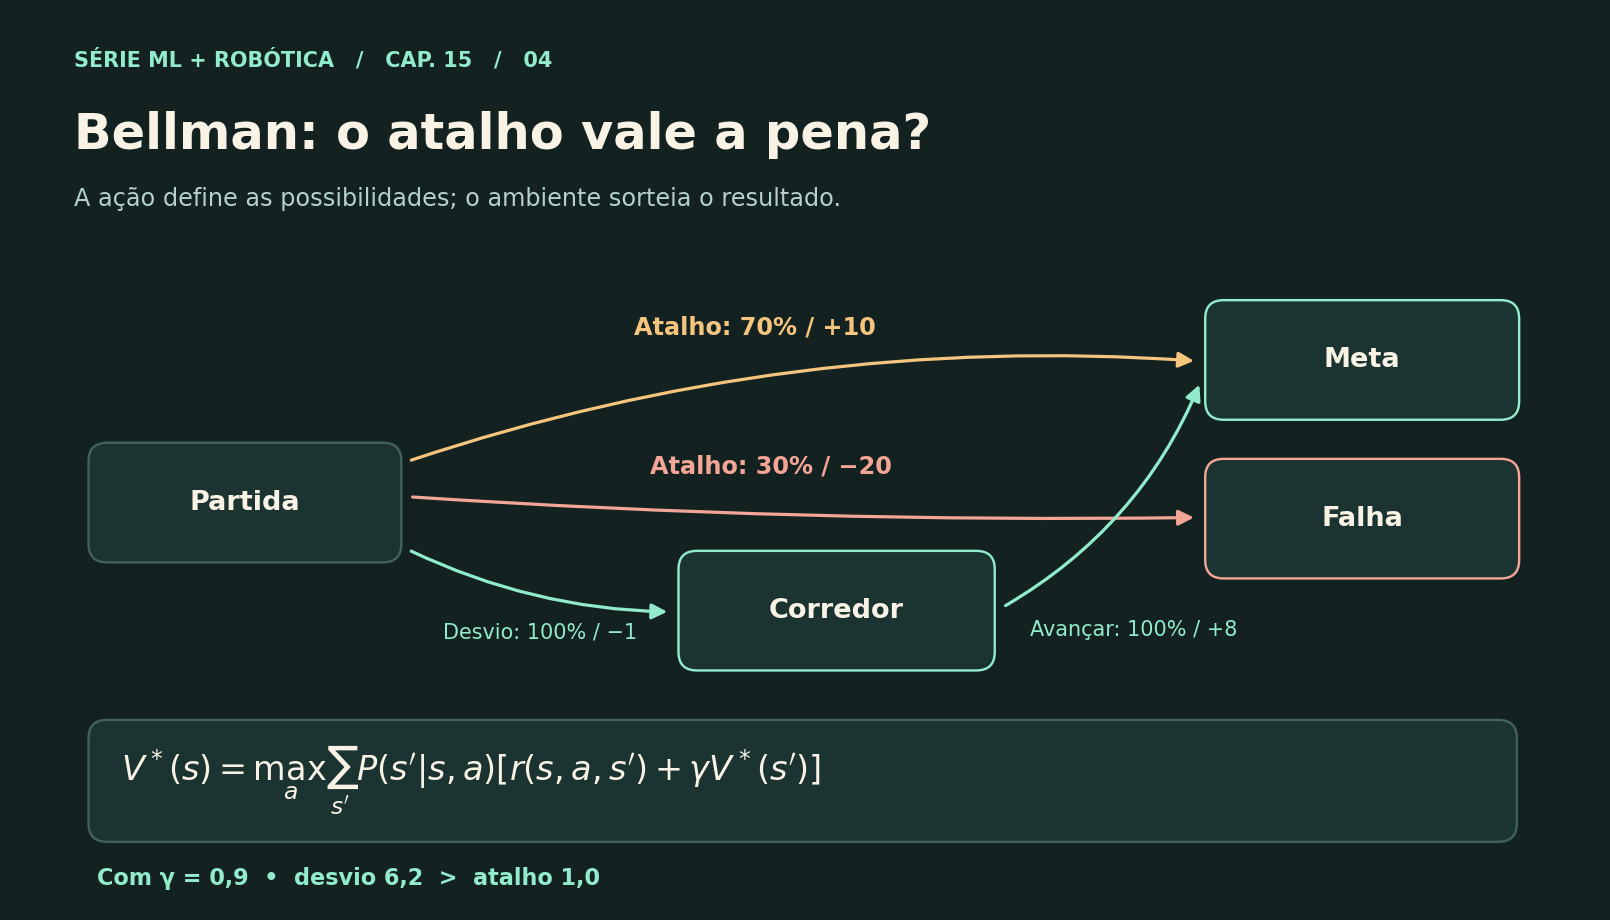 SÉRIE ML + ROBÓTICA / CAP. 15 / 04
Bellman: o atalho vale a pena?
A ação define as possibilidades; o ambiente sorteia o resultado.
Atalho: 70% / +10
Meta
Atalho: 30% / −20
Partida
Falha
Corredor
Desvio: 100% / −1
Avançar: 100% / +8
V*(s) = max_a ∑_{s′} P(s′|s, a)[r(s, a, s′) + γV*(s′)]
Com γ = 0,9 • desvio 6,2 > atalho 1,0